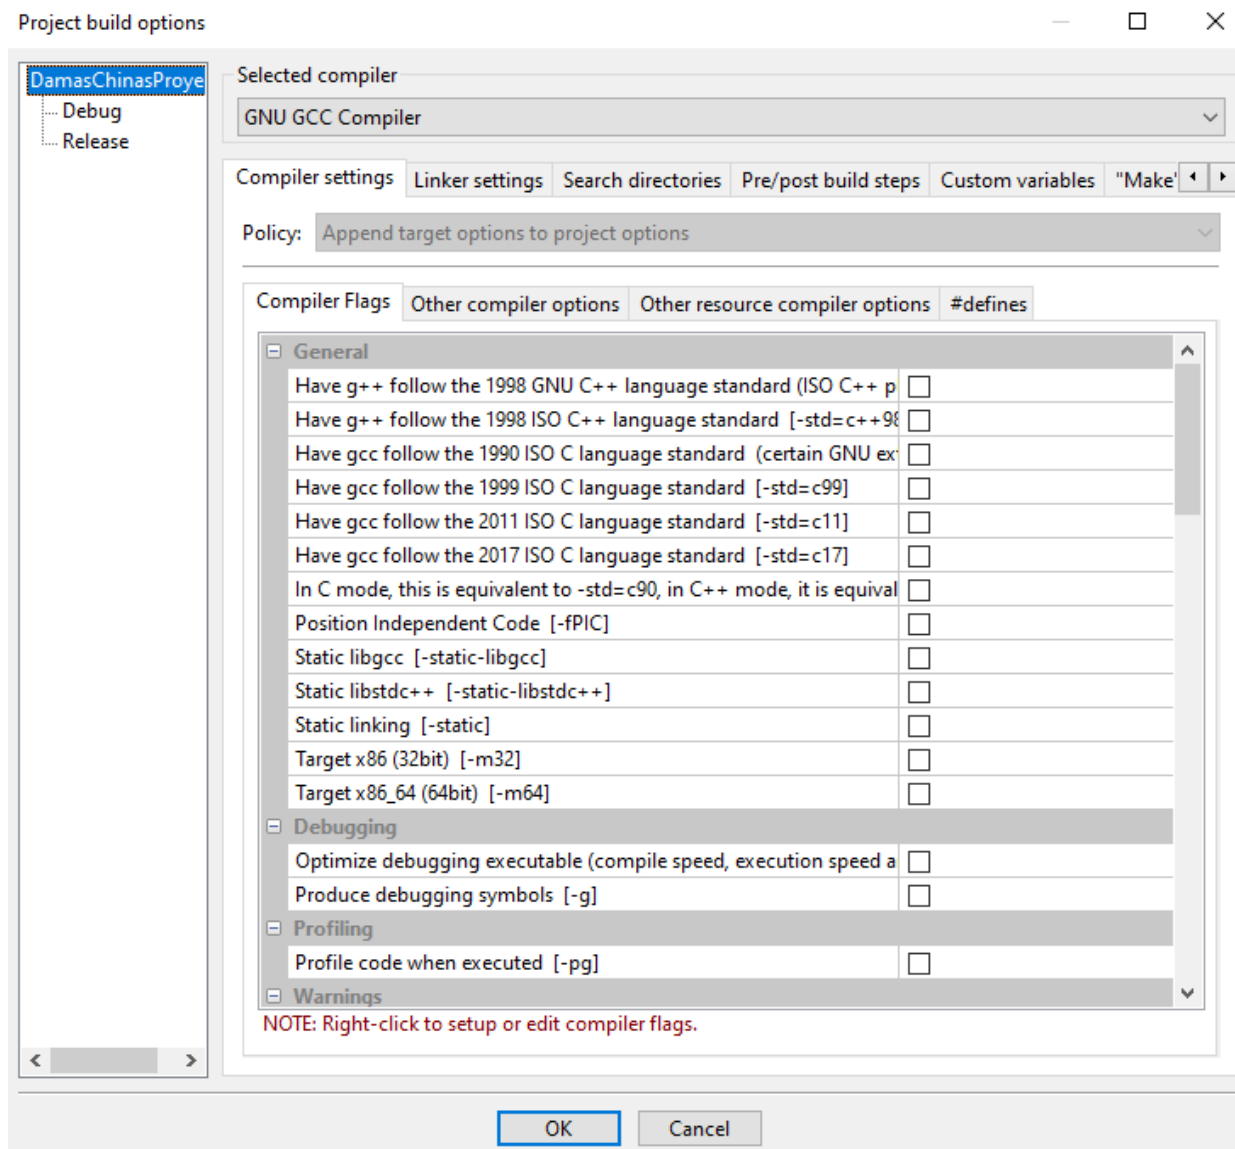 Project build options
DamasChinasProye
Debug
Release
Selected compiler
GNU GCC Compiler
Compiler settings Linker settings Search directories Pre/post build steps Custom variables "Make"
Policy: Append target options to project options
Compiler Flags Other compiler options Other resource compiler options #defines
General
Have g++ follow the 1998 GNU C++ language standard (ISO C++ p
Have g++ follow the 1998 ISO C++ language standard [-std=c++98
Have gcc follow the 1990 ISO C language standard (certain GNU ex
Have gcc follow the 1999 ISO C language standard [-std=c99]
Have gcc follow the 2011 ISO C language standard [-std=c11]
Have gcc follow the 2017 ISO C language standard [-std=c17]
In C mode, this is equivalent to -std=c90, in C++ mode, it is equival
Position Independent Code [-fPIC]
Static libgcc [-static-libgcc]
Static libstdc++ [-static-libstdc++]
Static linking [-static]
Target x86 (32bit) [-m32]
Target x86_64 (64bit) [-m64]
Debugging
Optimize debugging executable (compile speed, execution speed a
Produce debugging symbols [-g]
Profiling
Profile code when executed [-pg]
Warnings
NOTE: Right-click to setup or edit compiler flags.
OK Cancel